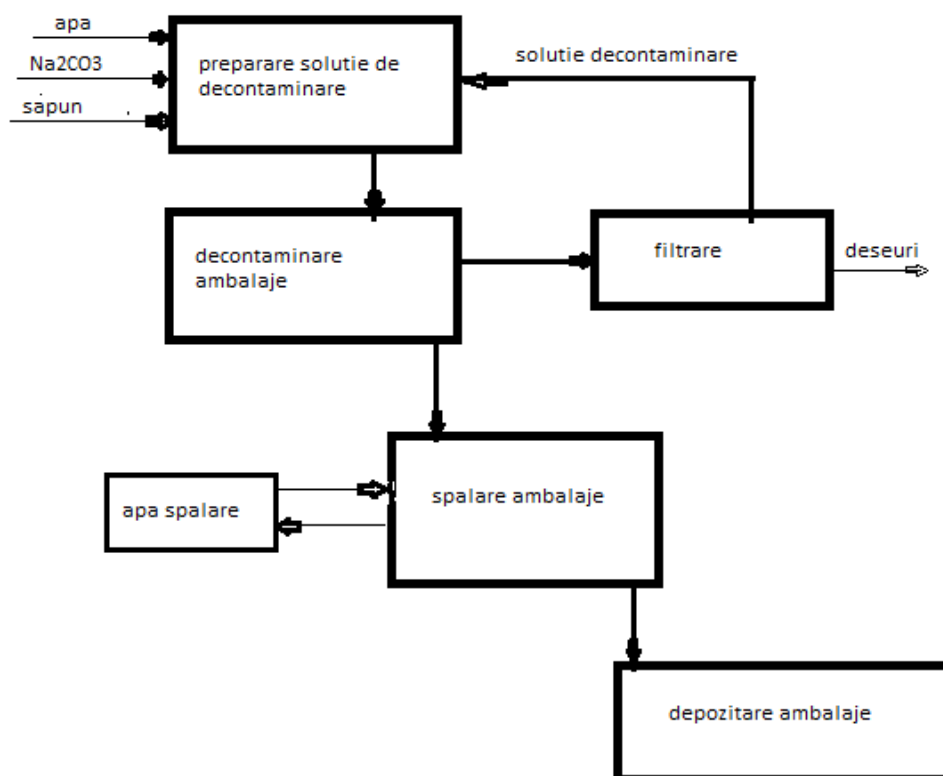 apa
Na2CO3
sapun
preparare solutie de
decontaminare
solutie decontaminare
decontaminare
ambalaje
filtrare
deseuri
apa spalare
spalare ambalaje
depozitare ambalaje